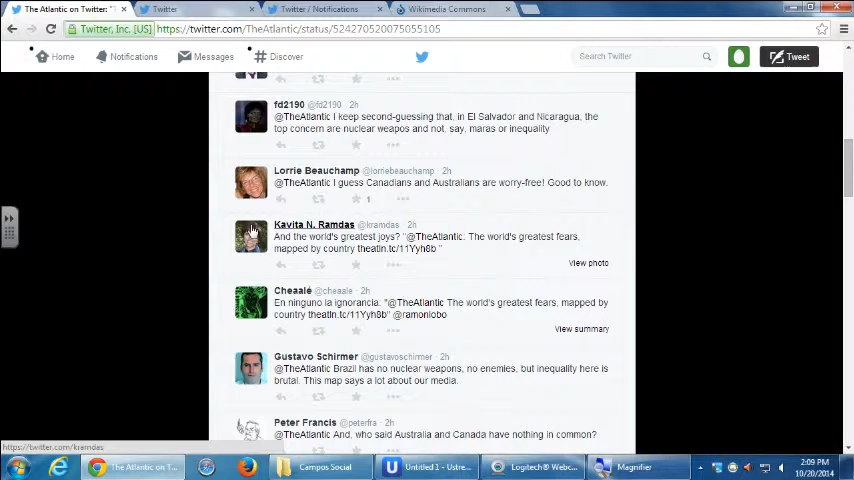 The Atlantic on Twitter: "T
Twitter
Twitter / Notifications
Wikimedia Commons
Twitter, Inc. [US]
https://twitter.com/TheAtlantic/status/524270520075055105
Home
Notifications
Messages
Discover
Search Twitter
Tweet
fd2190 @fd2190 · 2h
@TheAtlantic I keep second-guessing that, in El Salvador and Nicaragua, the
top concern are nuclear weapos and not, say, maras or inequality
Lorrie Beauchamp @lorriebeauchamp · 2h
@TheAtlantic I guess Canadians and Australians are worry-free! Good to know.
1
Kavita N. Ramdas @kramdas · 2h
And the world's greatest joys? "@TheAtlantic: The world's greatest fears,
mapped by country theatln.tc/11Yyh8b "
View photo
Cheaalé @cheaale · 2h
En ninguno la ignorancia: "@TheAtlantic The world's greatest fears, mapped by
country theatln.tc/11Yyh8b" @ramonlobo
View summary
Gustavo Schirmer @gustavoschirmer · 2h
@TheAtlantic Brazil has no nuclear weapons, no enemies, but inequality here is
brutal. This map says a lot about our media.
Peter Francis @peterfra · 2h
@TheAtlantic And, who said Australia and Canada have nothing in common?
https://twitter.com/kramdas
The Atlantic on T...
Campos Social
Untitled 1 - Ustre...
Logitech® Webc...
Magnifier
2:09 PM
10/20/2014